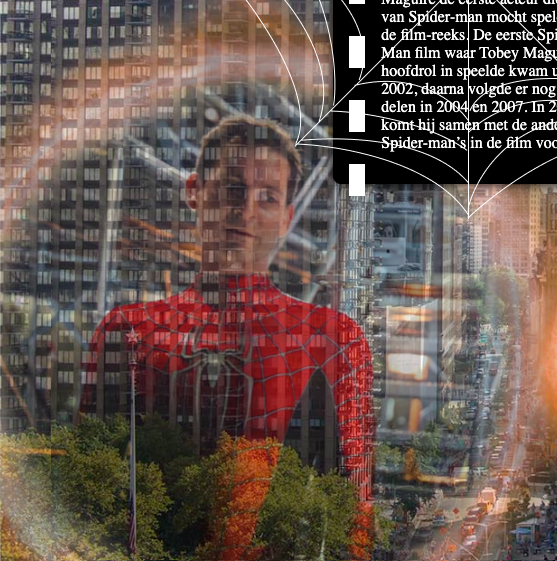 Maguire de eerste acteur di
van Spider-man mocht spel
de film-reeks. De eerste Spi
Man film waar Tobey Magu
hoofdrol in speelde kwam i
2002, daarna volgde er nog
delen in 2004 en 2007. In 2
komt hij samen met de ande
Spider-man's in de film voo